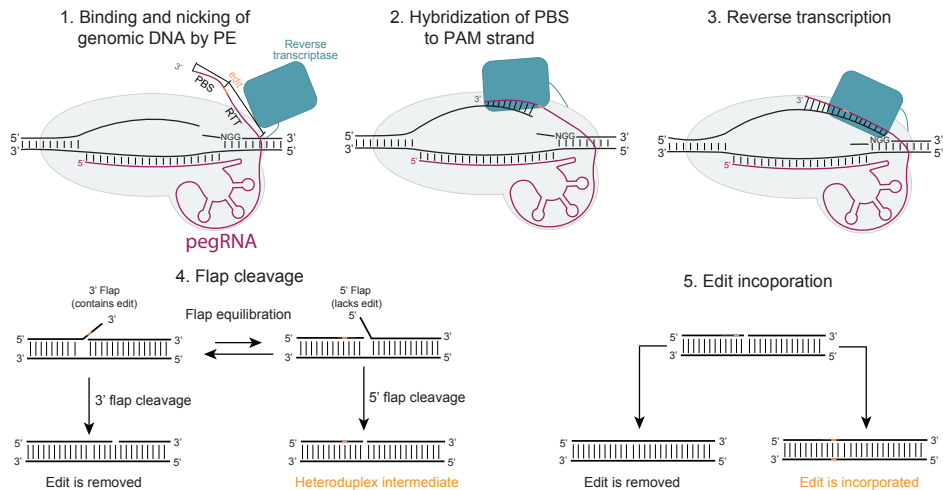 1. Binding and nicking of
genomic DNA by PE
Reverse
transcriptase
3'
PBS
edit
RTT
5'
3'
NGG
3'
5'
5'
pegRNA
2. Hybridization of PBS
to PAM strand
3'
5'
3'
NGG
3'
5'
5'
3. Reverse transcription
3'
5'
3'
NGG
3'
5'
5'
4. Flap cleavage
3' Flap
(contains edit)
3'
5'
3'
3'
5'
Flap equilibration
5' Flap
(lacks edit)
5'
5'
3'
3'
5'
3' flap cleavage
5' flap cleavage
5'
3'
3'
5'
Edit is removed
5'
3'
3'
5'
Heteroduplex intermediate
5. Edit incoporation
5'
3'
3'
5'
5'
3'
3'
5'
Edit is removed
5'
3'
3'
5'
Edit is incorporated